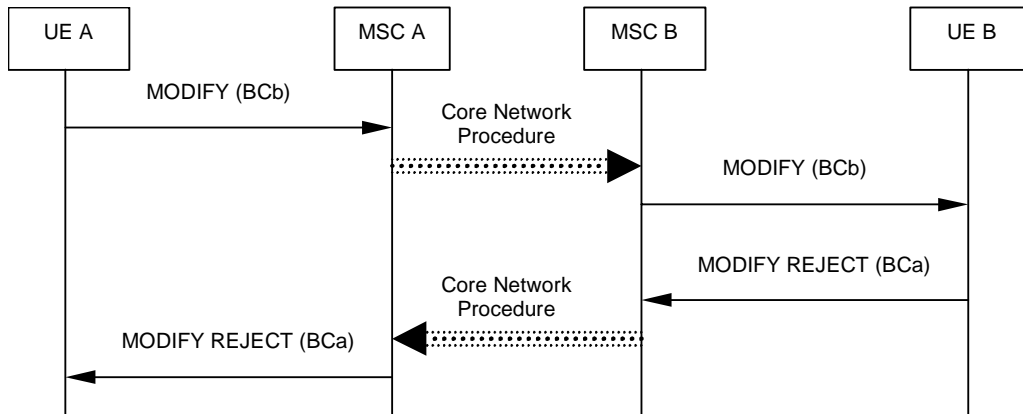 UE A
MSC A
MSC B
UE B
MODIFY (BCb)
Core Network
Procedure
MODIFY (BCb)
MODIFY REJECT (BCa)
Core Network
Procedure
MODIFY REJECT (BCa)